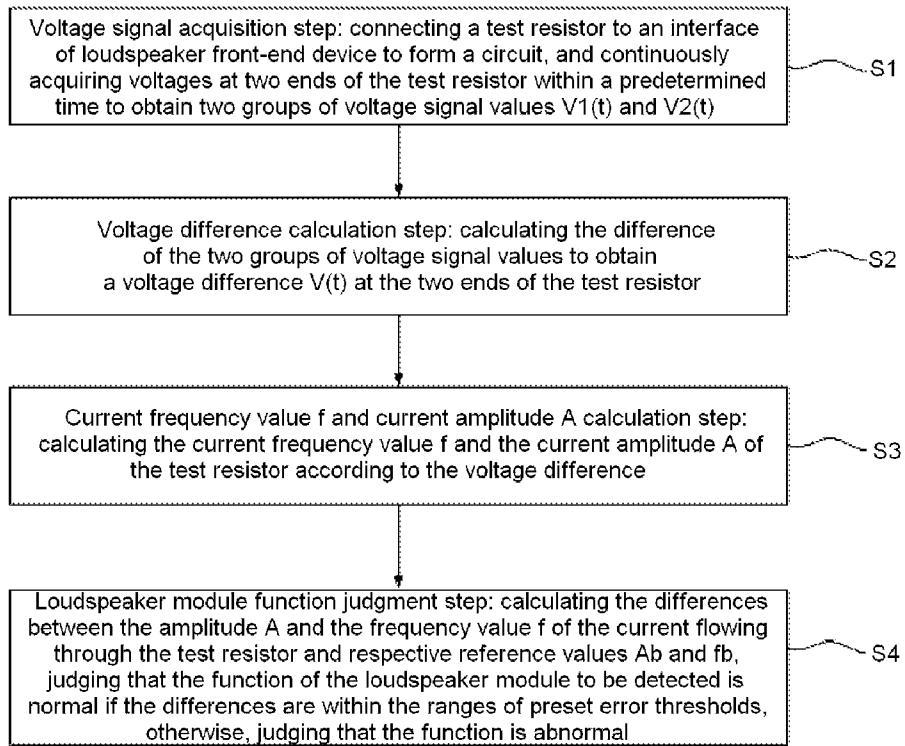 Voltage signal acquisition step: connecting a test resistor to an interface
of loudspeaker front-end device to form a circuit, and continuously
acquiring voltages at two ends of the test resistor within a predetermined
time to obtain two groups of voltage signal values V1(t) and V2(t)
S1
Voltage difference calculation step: calculating the difference
of the two groups of voltage signal values to obtain
a voltage difference V(t) at the two ends of the test resistor
S2
Current frequency value f and current amplitude A calculation step:
calculating the current frequency value f and the current amplitude A of
the test resistor according to the voltage difference
S3
Loudspeaker module function judgment step: calculating the differences
between the amplitude A and the frequency value f of the current flowing
through the test resistor and respective reference values Ab and fb,
judging that the function of the loudspeaker module to be detected is
normal if the differences are within the ranges of preset error thresholds,
otherwise, judging that the function is abnormal
S4